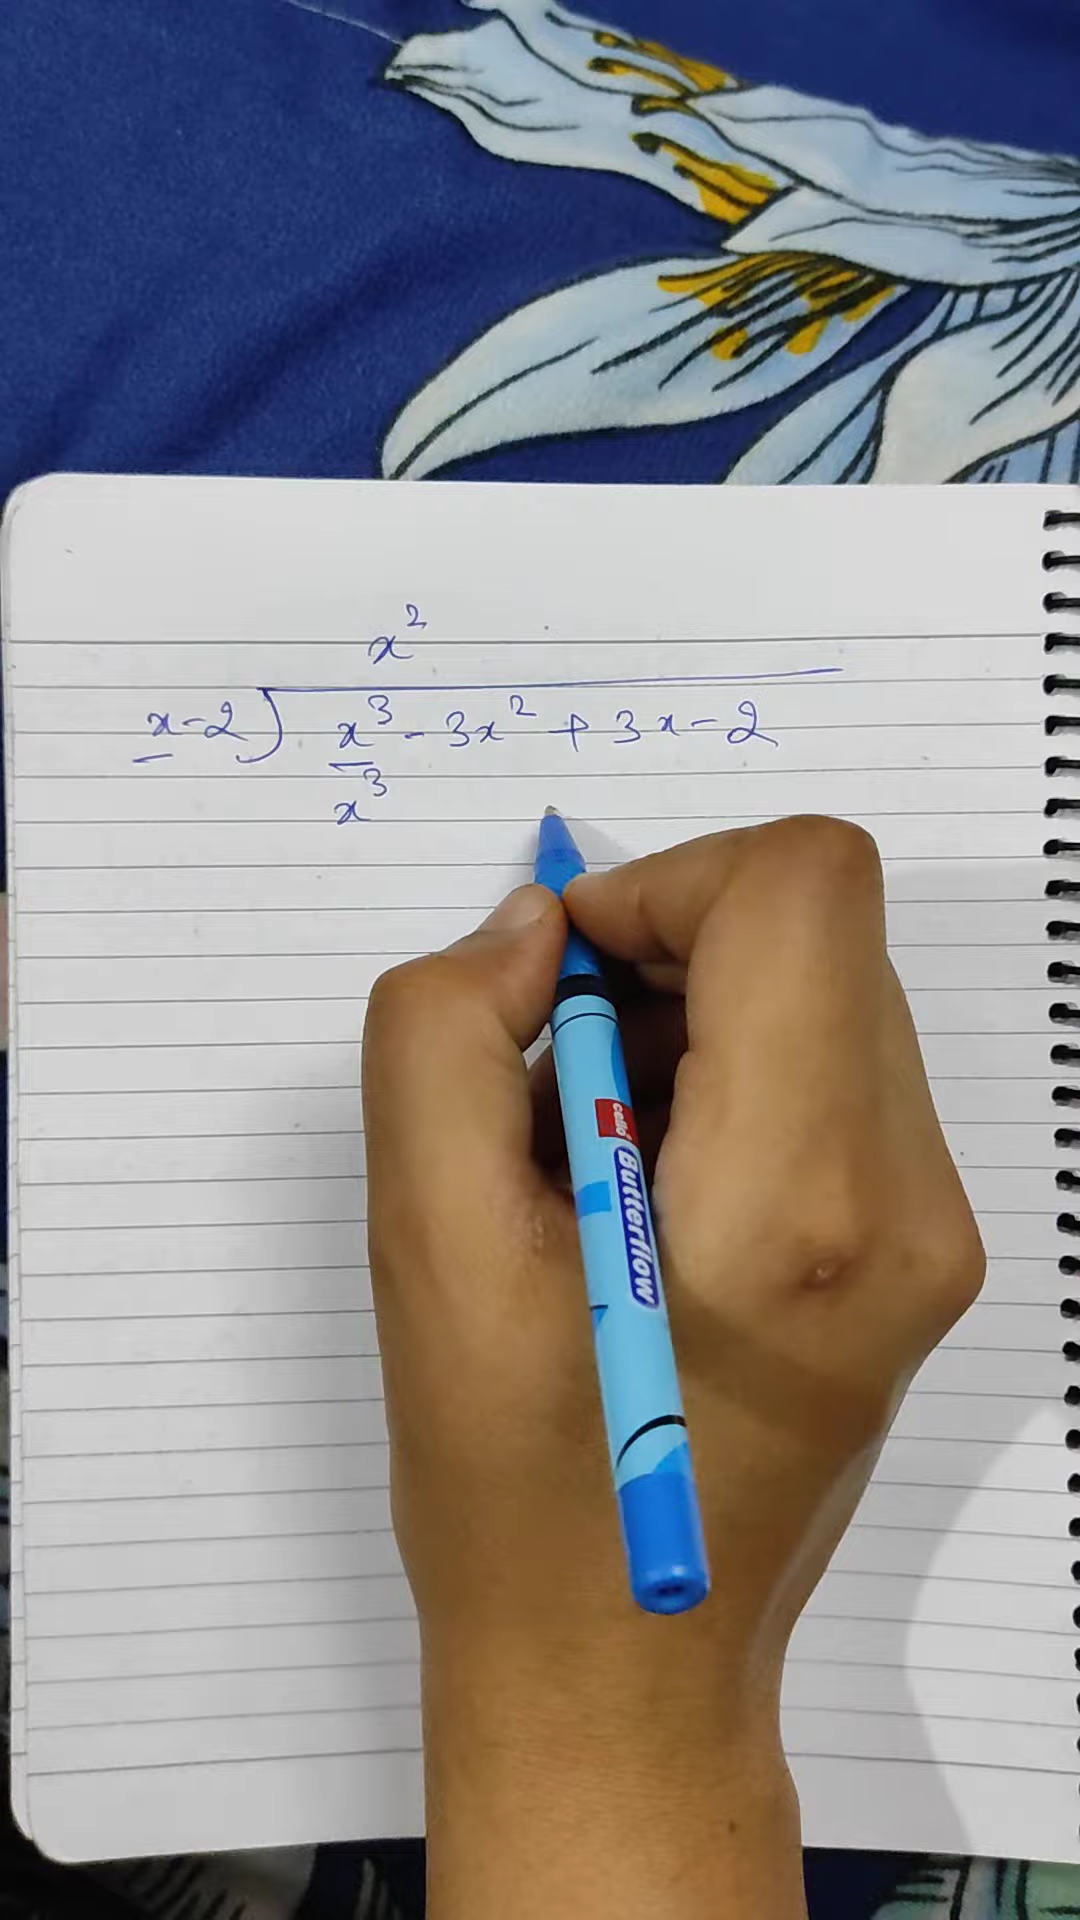 x²
x-2) x³ - 3x² + 3x - 2
x³
cello
Butterflow